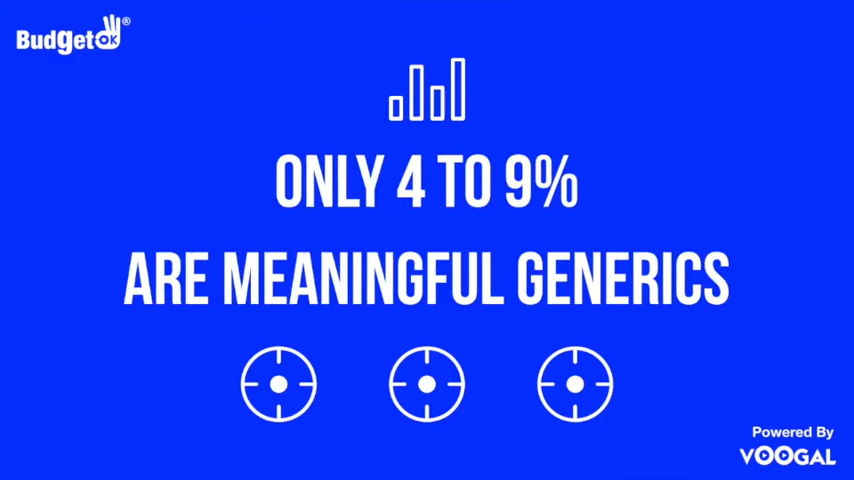 BudgetOK®
ONLY 4 TO 9%
ARE MEANINGFUL GENERICS
Powered By
VOOGAL